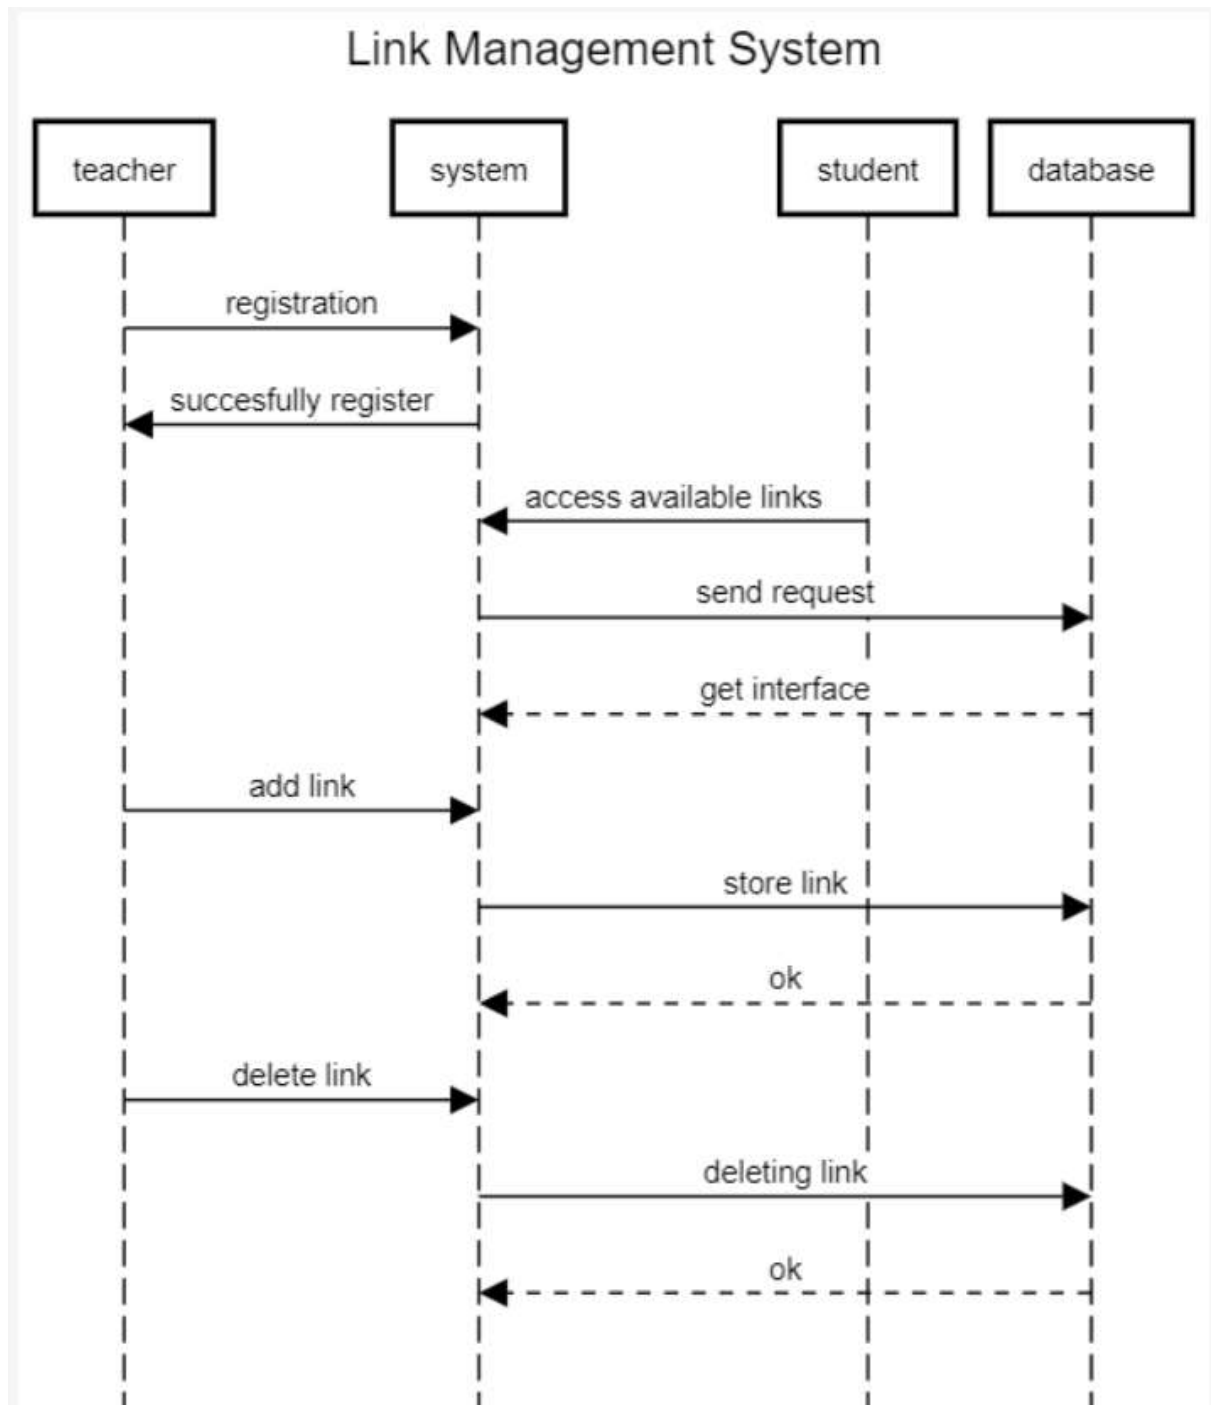 Link Management System
teacher
system
student
database
registration
succesfully register
access available links
send request
get interface
add link
store link
ok
delete link
deleting link
ok